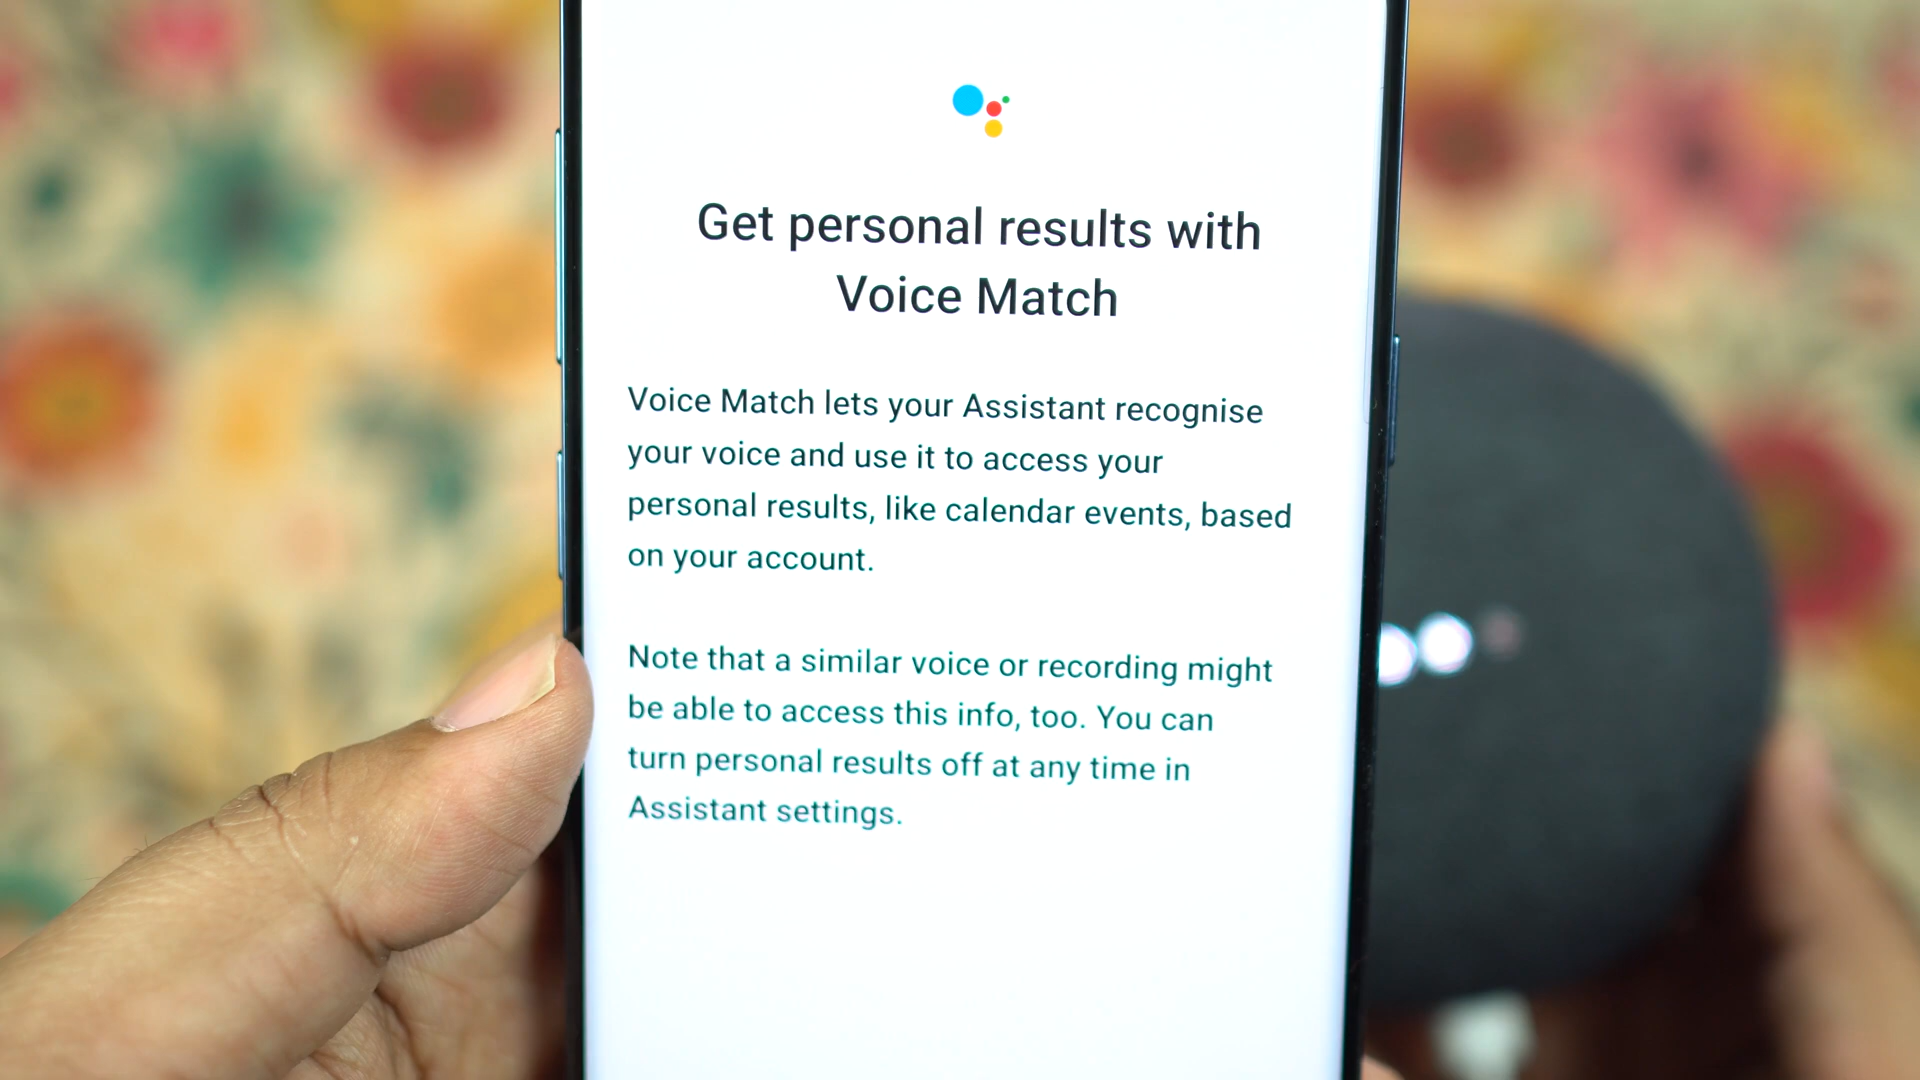 Get personal results with
Voice Match
Voice Match lets your Assistant recognise
your voice and use it to access your
personal results, like calendar events, based
on your account.
Note that a similar voice or recording might
be able to access this info, too. You can
turn personal results off at any time in
Assistant settings.